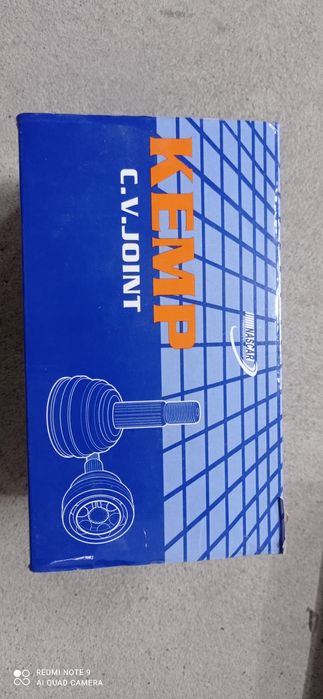 KEMP
C.V.JOINT
NASCAR
REDMI NOTE 9
AI QUAD CAMERA